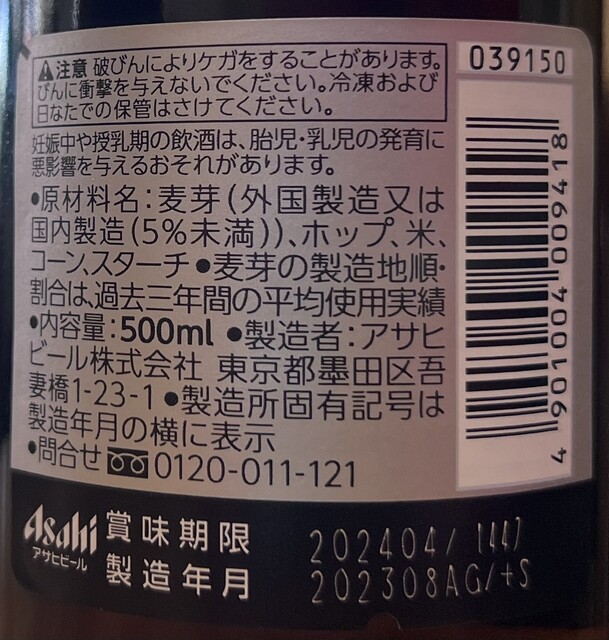 ⚠注意 破びんによりケガをすることがあります。
びんに衝撃を与えないでください。冷凍および
日なたでの保管はさけてください。
妊娠中や授乳期の飲酒は、胎児・乳児の発育に
悪影響を与えるおそれがあります。
●原材料名：麦芽(外国製造又は
国内製造(5%未満))、ホップ、米、
コーン、スターチ ●麦芽の製造地順・
割合は、過去三年間の平均使用実績
●内容量：500ml ●製造者：アサヒ
ビール株式会社 東京都墨田区吾
妻橋1-23-1 ●製造所固有記号は
製造年月の横に表示
●問合せ 0120-011-121
039150
4 901004 009418
Asahi
アサヒビール
賞味期限 202404/ 1447
製造年月 202308AG/+S